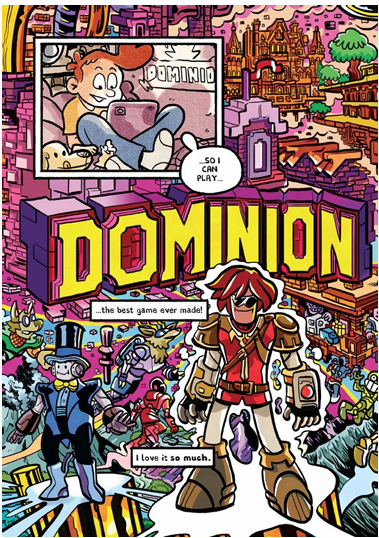 DOMINIO
...SO I
CAN
PLAY...
DOMINION
...the best game ever made!
I love it so much.